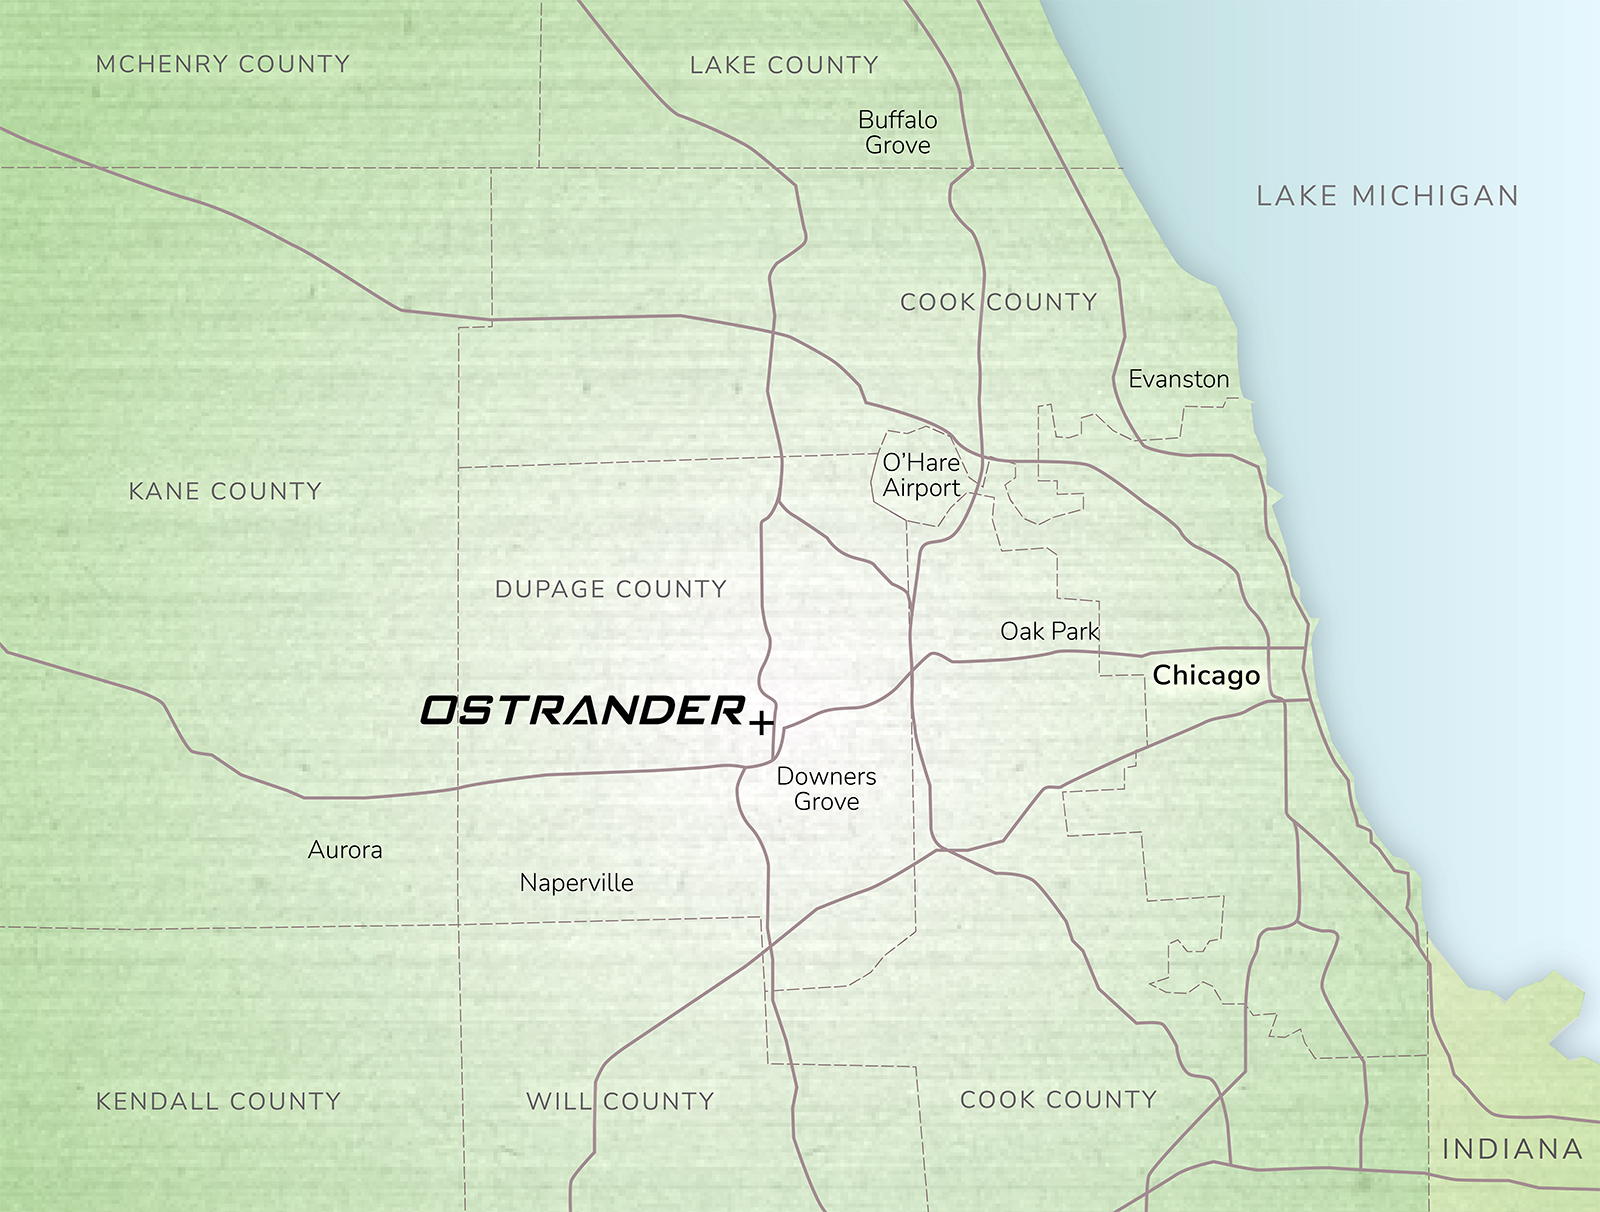 MCHENRY COUNTY
LAKE COUNTY
Buffalo
Grove
LAKE MICHIGAN
COOK COUNTY
Evanston
O’Hare
Airport
KANE COUNTY
DUPAGE COUNTY
Oak Park
Chicago
OSTRANDER+
Downers
Grove
Aurora
Naperville
KENDALL COUNTY
WILL COUNTY
COOK COUNTY
INDIANA